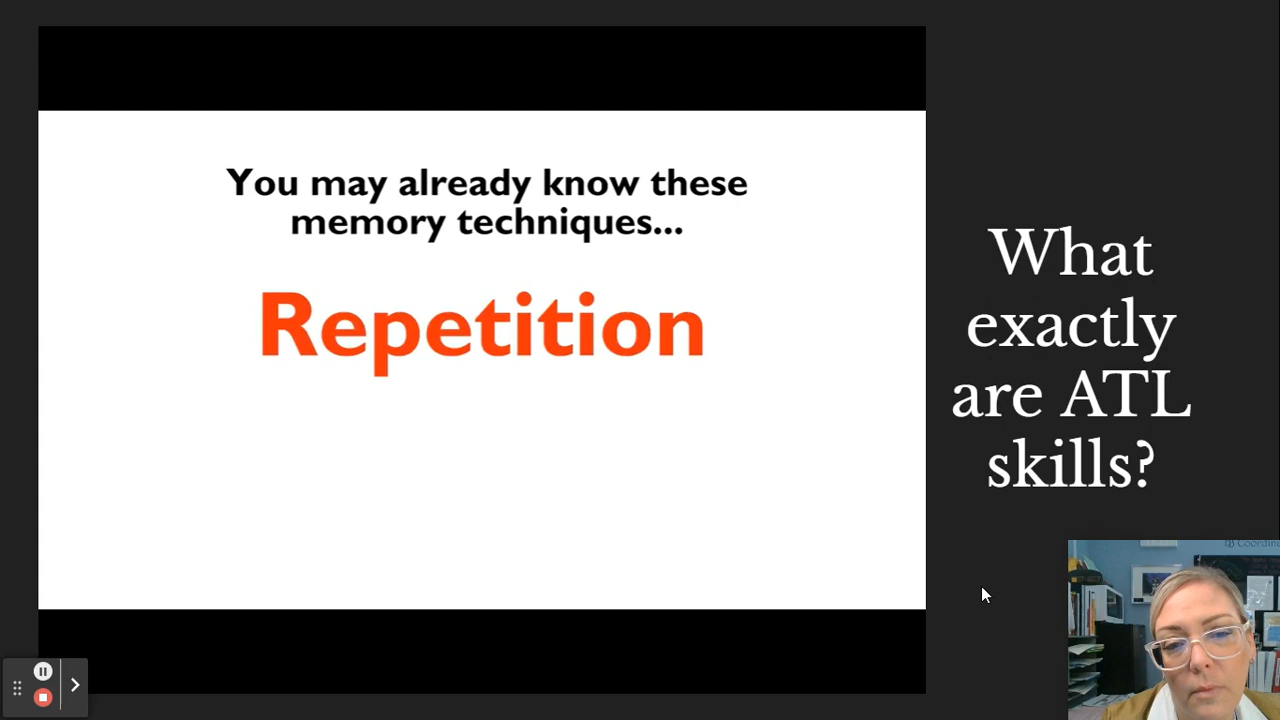 You may already know these
memory techniques...
Repetition
What
exactly
are ATL
skills?